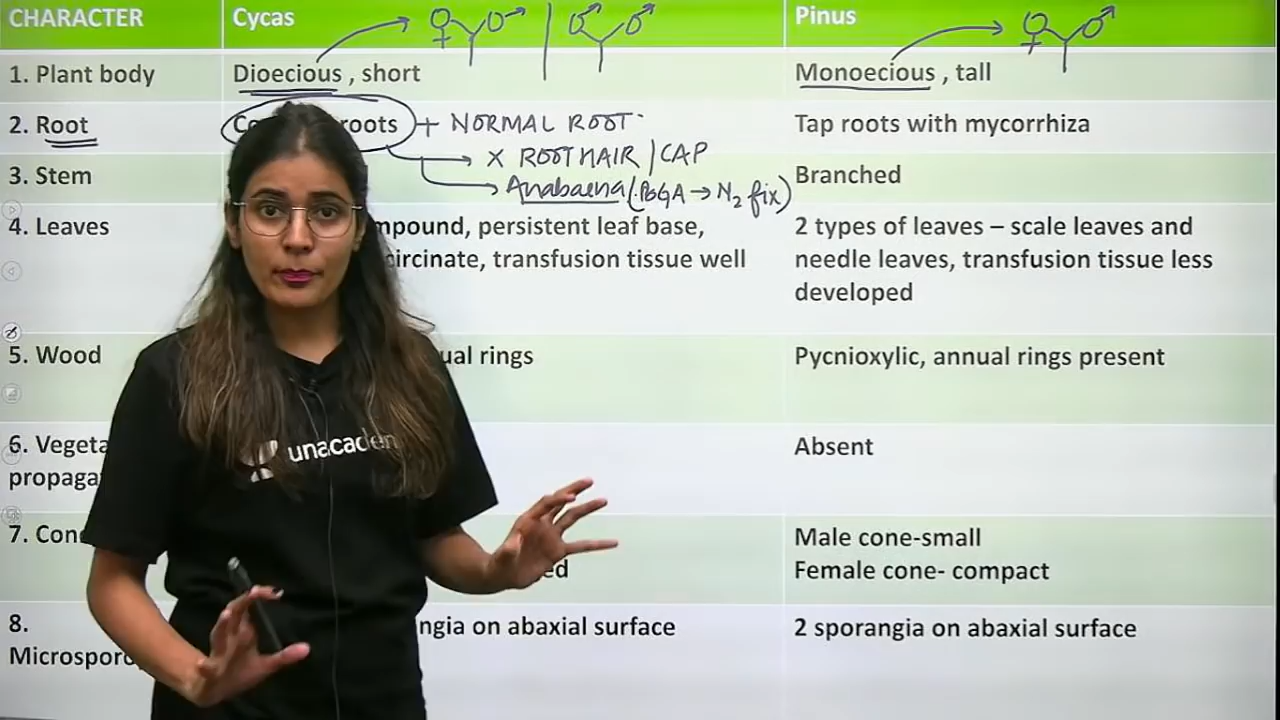 CHARACTER Cycas Pinus
1. Plant body Dioecious , short Monoecious , tall
2. Root roots + NORMAL ROOT Tap roots with mycorrhiza
X ROOT HAIR / CAP
3. Stem Anabaena ( BGA → N2 fix) Branched
4. Leaves mpound, persistent leaf base, 2 types of leaves – scale leaves and
circinate, transfusion tissue well needle leaves, transfusion tissue less
developed
5. Wood ual rings Pycnioxylic, annual rings present
6. Vegeta Absent
propaga
7. Con Male cone-small
ed Female cone- compact
8. ngia on abaxial surface 2 sporangia on abaxial surface
Microsporo
unacadem